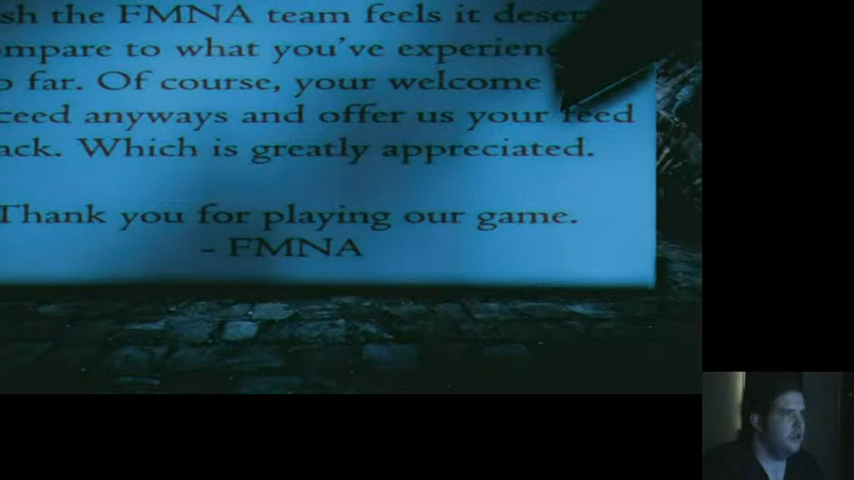 sh the FMNA team feels it deser
ompare to what you've experienc
o far. Of course, your welcome
ceed anyways and offer us your feed
ack. Which is greatly appreciated.
Thank you for playing our game.
- FMNA